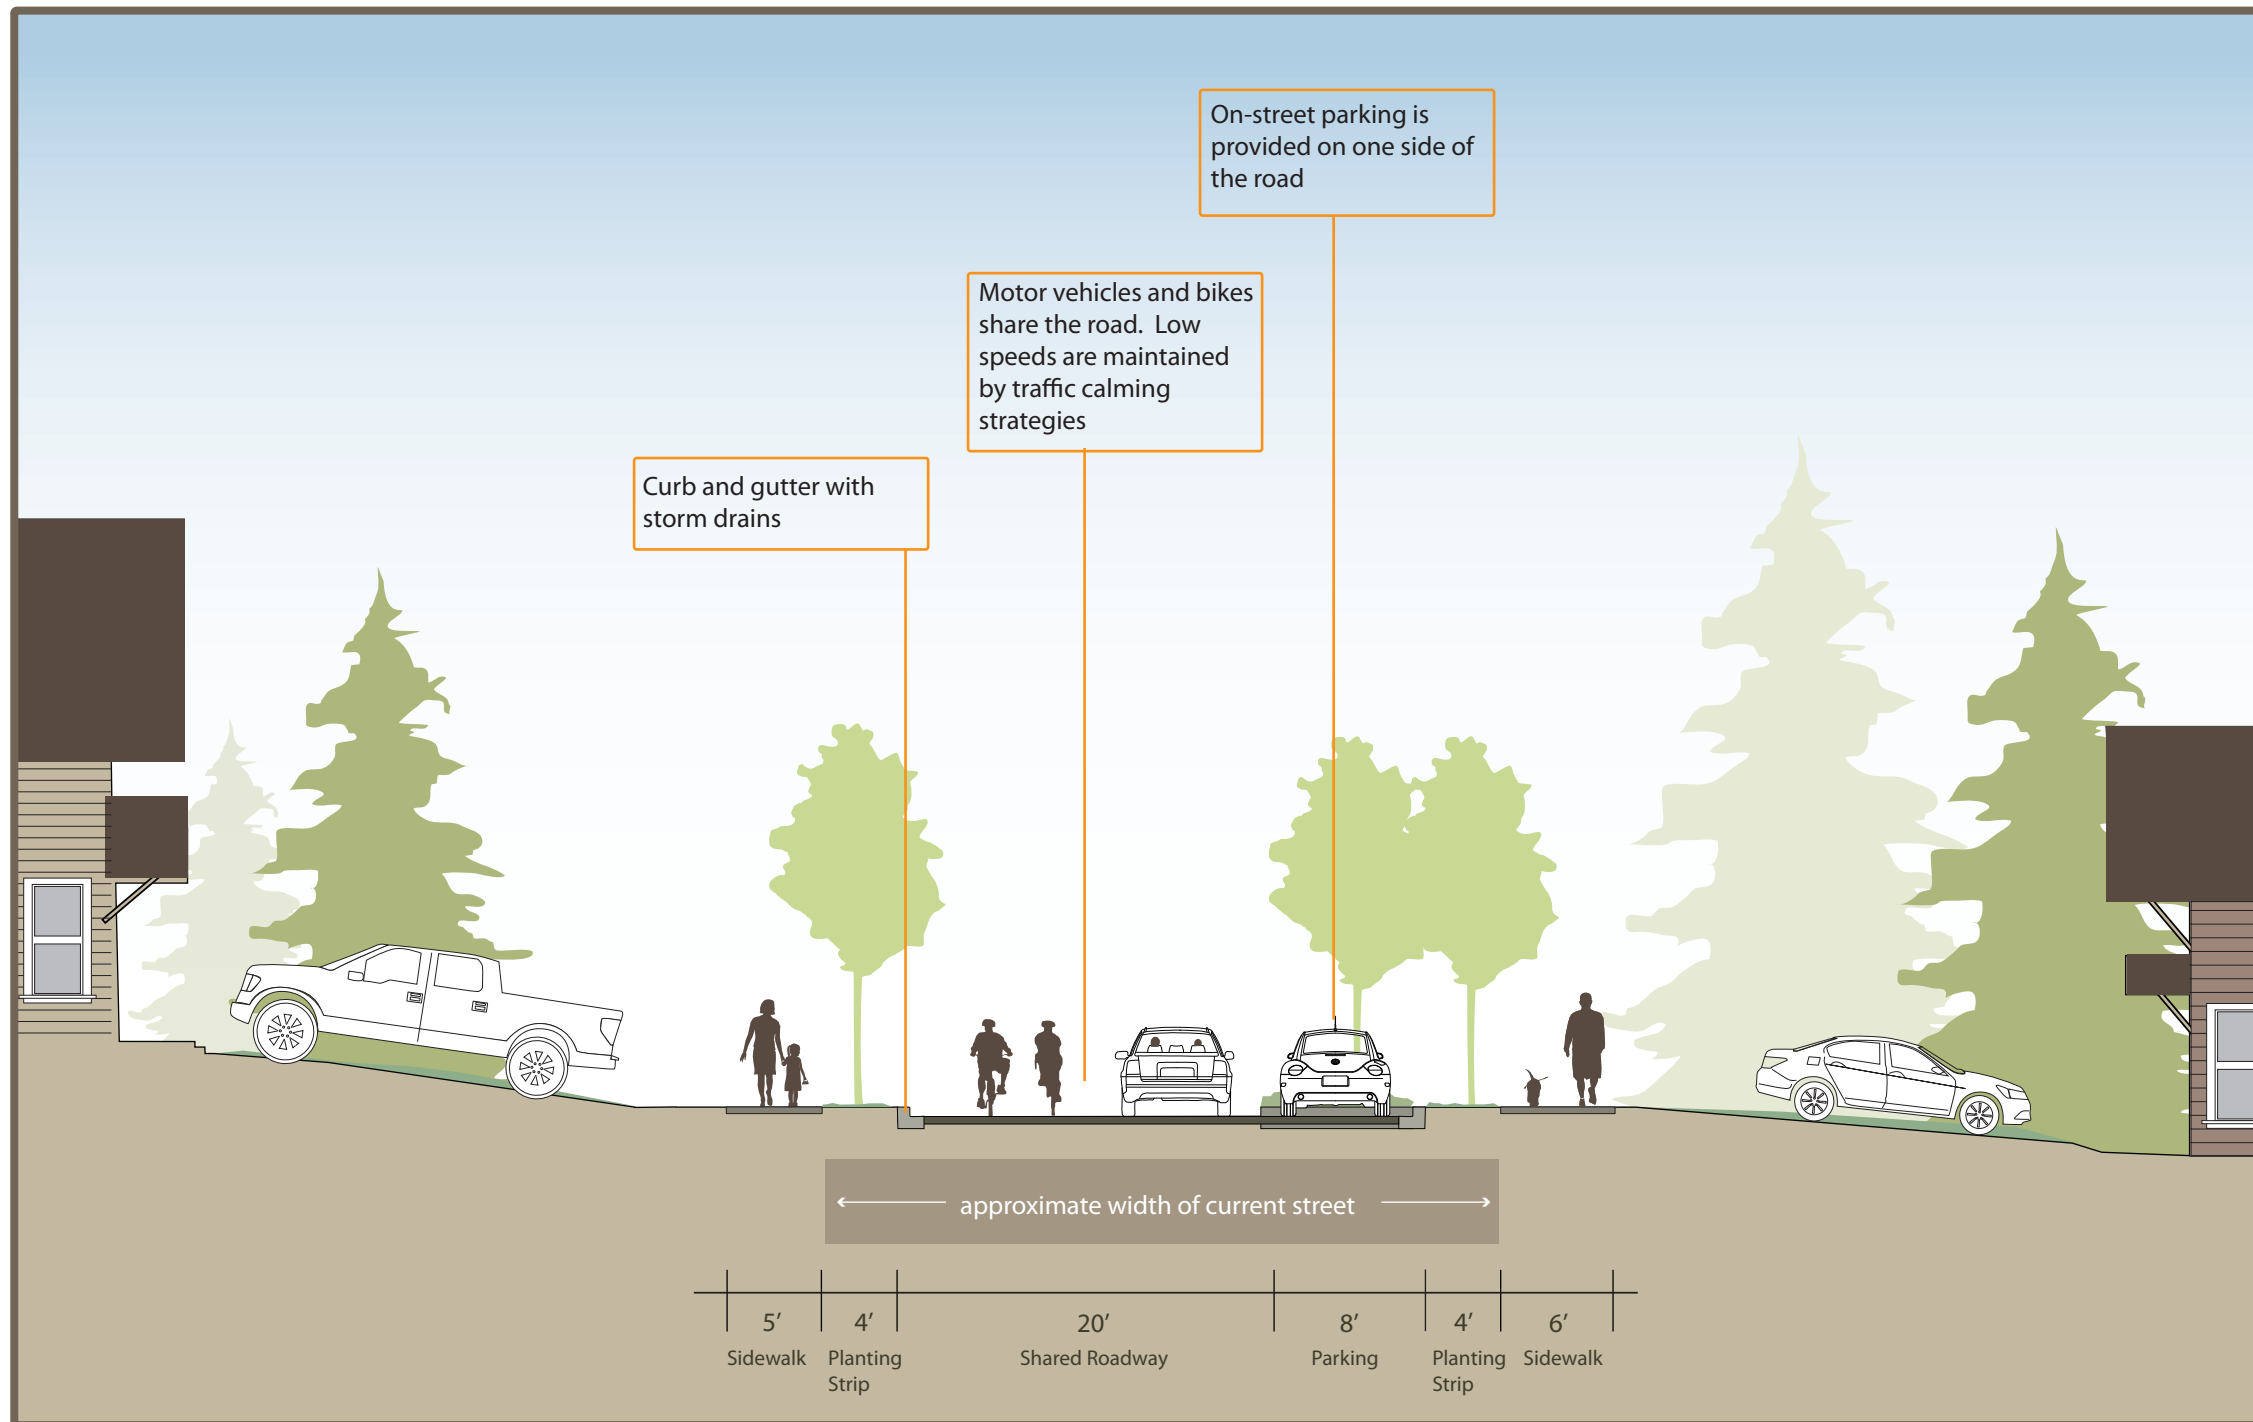 On-street parking is
provided on one side of
the road
Motor vehicles and bikes
share the road.  Low
speeds are maintained
by traffic calming
strategies
Curb and gutter with
storm drains
approximate width of current street
5’ 4’ 20’ 8’ 4’ 6’
Sidewalk Planting Strip Shared Roadway Parking Planting Strip Sidewalk